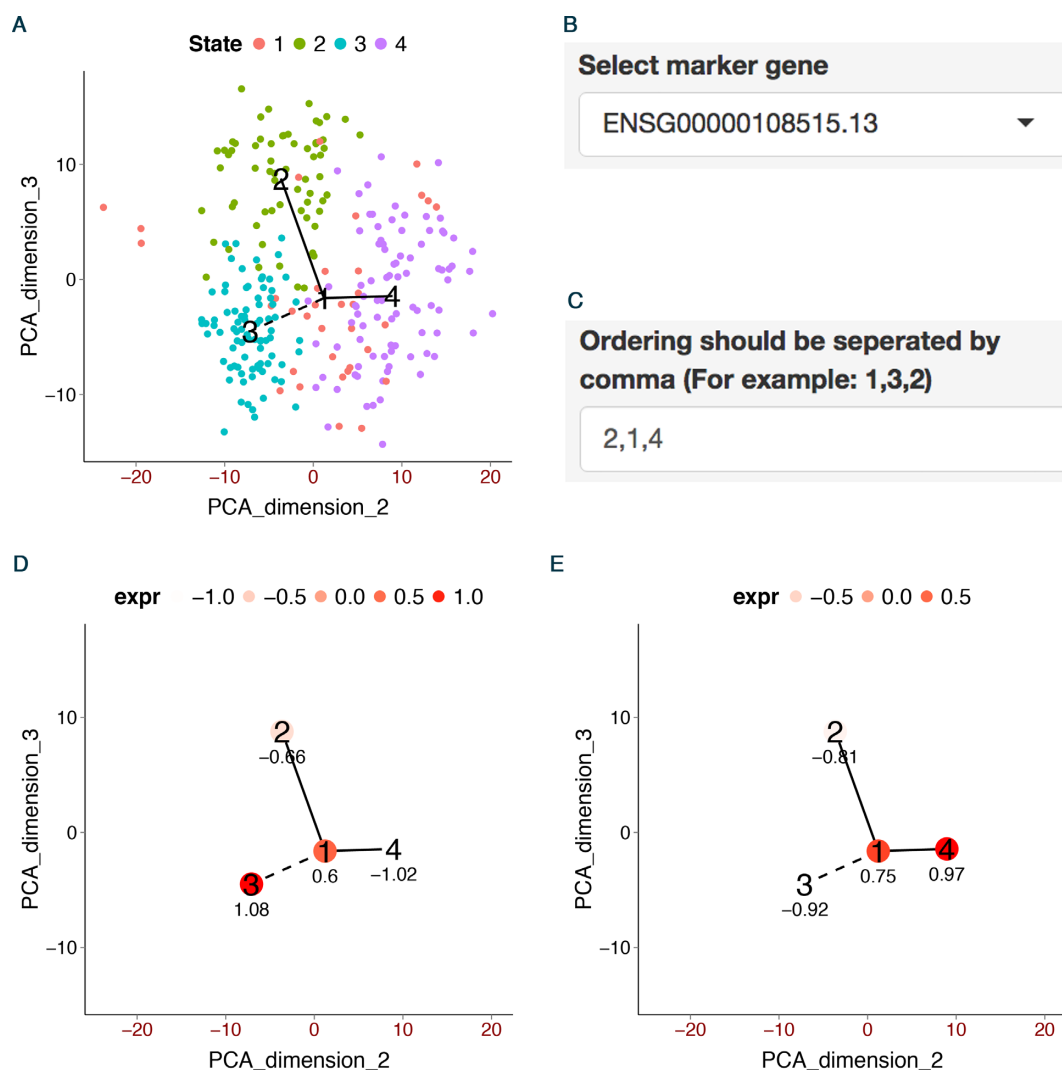 A
State 1 2 3 4
PCA_dimension_3
10
0
−10
2
1
4
3
−20 −10 0 10 20
PCA_dimension_2
B
Select marker gene
ENSG00000108515.13
C
Ordering should be seperated by
comma (For example: 1,3,2)
2,1,4
D
expr −1.0 −0.5 0.0 0.5 1.0
PCA_dimension_3
10
0
−10
2
−0.66
1
0.6
4
−1.02
3
1.08
−20 −10 0 10 20
PCA_dimension_2
E
expr −0.5 0.0 0.5
PCA_dimension_3
10
0
−10
2
−0.81
1
0.75
4
0.97
3
−0.92
−20 −10 0 10 20
PCA_dimension_2